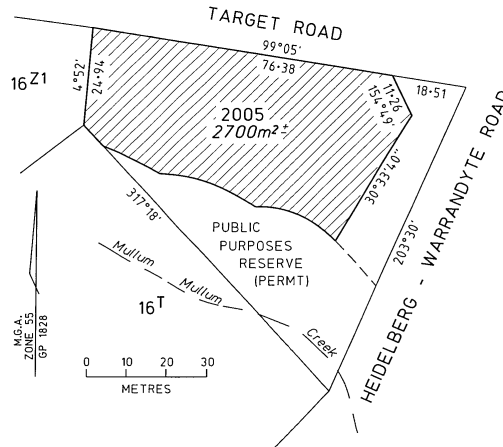 TARGET ROAD
99°05'
76·38
16Z1
4°52'
24·94
11·26
154°49'
18·51
2005
2700m²±
30°33'40"
203°30'
HEIDELBERG - WARRANDYTE ROAD
317°18'
PUBLIC
PURPOSES
RESERVE
(PERMT)
Mullum
Mullum
Creek
16T
M.G.A.
ZONE 55
GP 1828
0 10 20 30
METRES